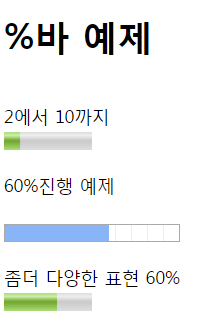 %바 예제
2에서 10까지
60%진행 예제
좀더 다양한 표현 60%